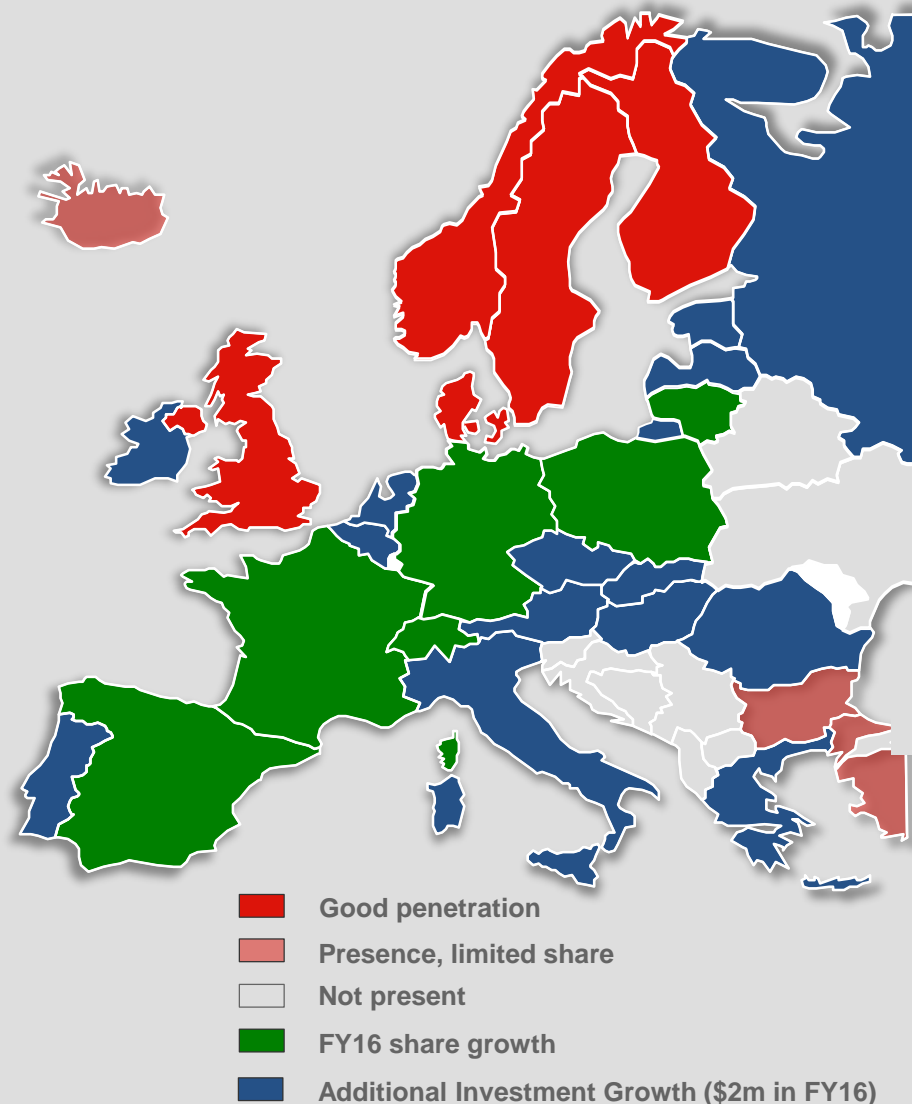 Good penetration
Presence, limited share
Not present
FY16 share growth
Additional Investment Growth ($2m in FY16)